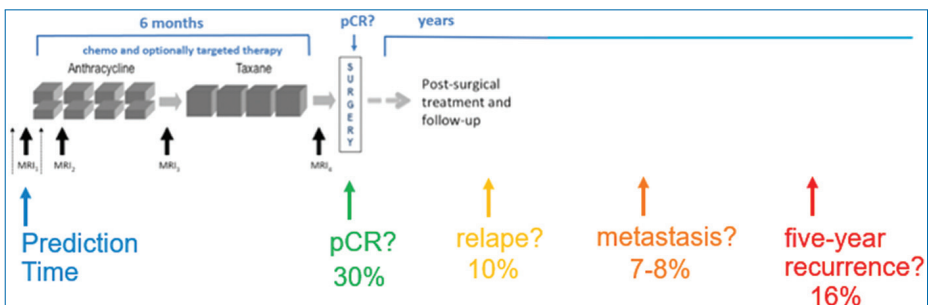 6 months
pCR?
years
chemo and optionally targeted therapy
Anthracycline
Taxane
SURGERY
Post-surgical
treatment and
follow-up
MRI₁
MRI₂
MRI₃
MRI₄
Prediction
Time
pCR?
30%
relape?
10%
metastasis?
7-8%
five-year
recurrence?
16%